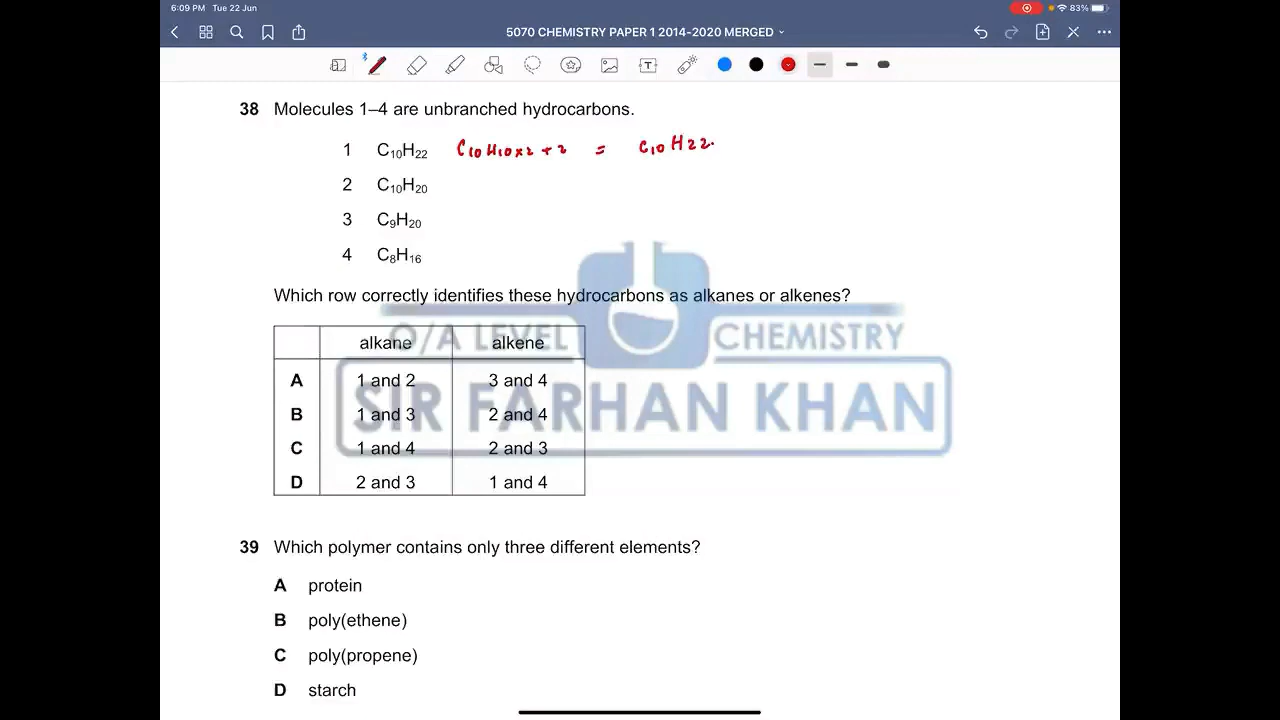 6:09 PM Tue 22 Jun 83%
5070 CHEMISTRY PAPER 1 2014-2020 MERGED
T
38 Molecules 1–4 are unbranched hydrocarbons.
1 C₁₀H₂₂ C₁₀H₁₀ₓ₂₊₂ = C₁₀H₂₂.
2 C₁₀H₂₀
3 C₉H₂₀
4 C₈H₁₆
Which row correctly identifies these hydrocarbons as alkanes or alkenes?
O/A LEVEL CHEMISTRY
SIR FARHAN KHAN
alkane alkene
A 1 and 2 3 and 4
B 1 and 3 2 and 4
C 1 and 4 2 and 3
D 2 and 3 1 and 4
39 Which polymer contains only three different elements?
A protein
B poly(ethene)
C poly(propene)
D starch